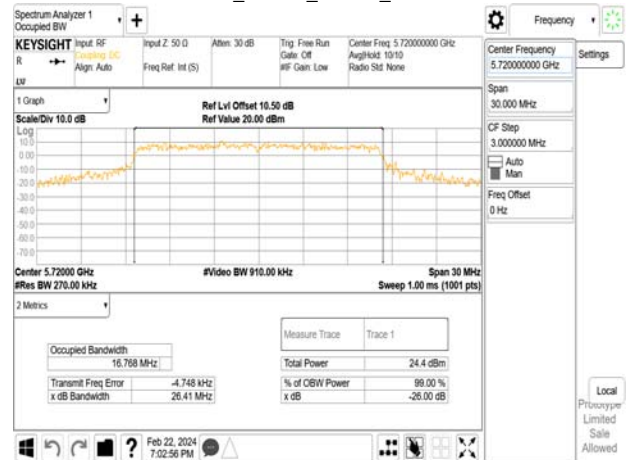 Spectrum Analyzer 1
Occupied BW
Frequency
KEYSIGHT
R
LU
Input: RF
Coupling: DC
Align: Auto
Input Z: 50 Ω
Freq Ref: Int (S)
Atten: 30 dB
Trig: Free Run
Gate: Off
#IF Gain: Low
Center Freq: 5.720000000 GHz
Avg|Hold: 10/10
Radio Std: None
Center Frequency
5.720000000 GHz
Settings
Span
30.000 MHz
CF Step
3.000000 MHz
Auto
Man
Freq Offset
0 Hz
1 Graph
Scale/Div 10.0 dB
Ref Lvl Offset 10.50 dB
Ref Value 20.00 dBm
Log
10.0
0.00
-10.0
-20.0
-30.0
-40.0
-50.0
-60.0
-70.0
Center 5.72000 GHz
#Res BW 270.00 kHz
#Video BW 910.00 kHz
Span 30 MHz
Sweep 1.00 ms (1001 pts)
2 Metrics
Measure Trace Trace 1
Occupied Bandwidth
16.768 MHz
Total Power 24.4 dBm
Transmit Freq Error -4.748 kHz
% of OBW Power 99.00 %
x dB Bandwidth 26.41 MHz
x dB -26.00 dB
Local
Prototype
Limited
Sale
Allowed
?
Feb 22, 2024
7:02:56 PM